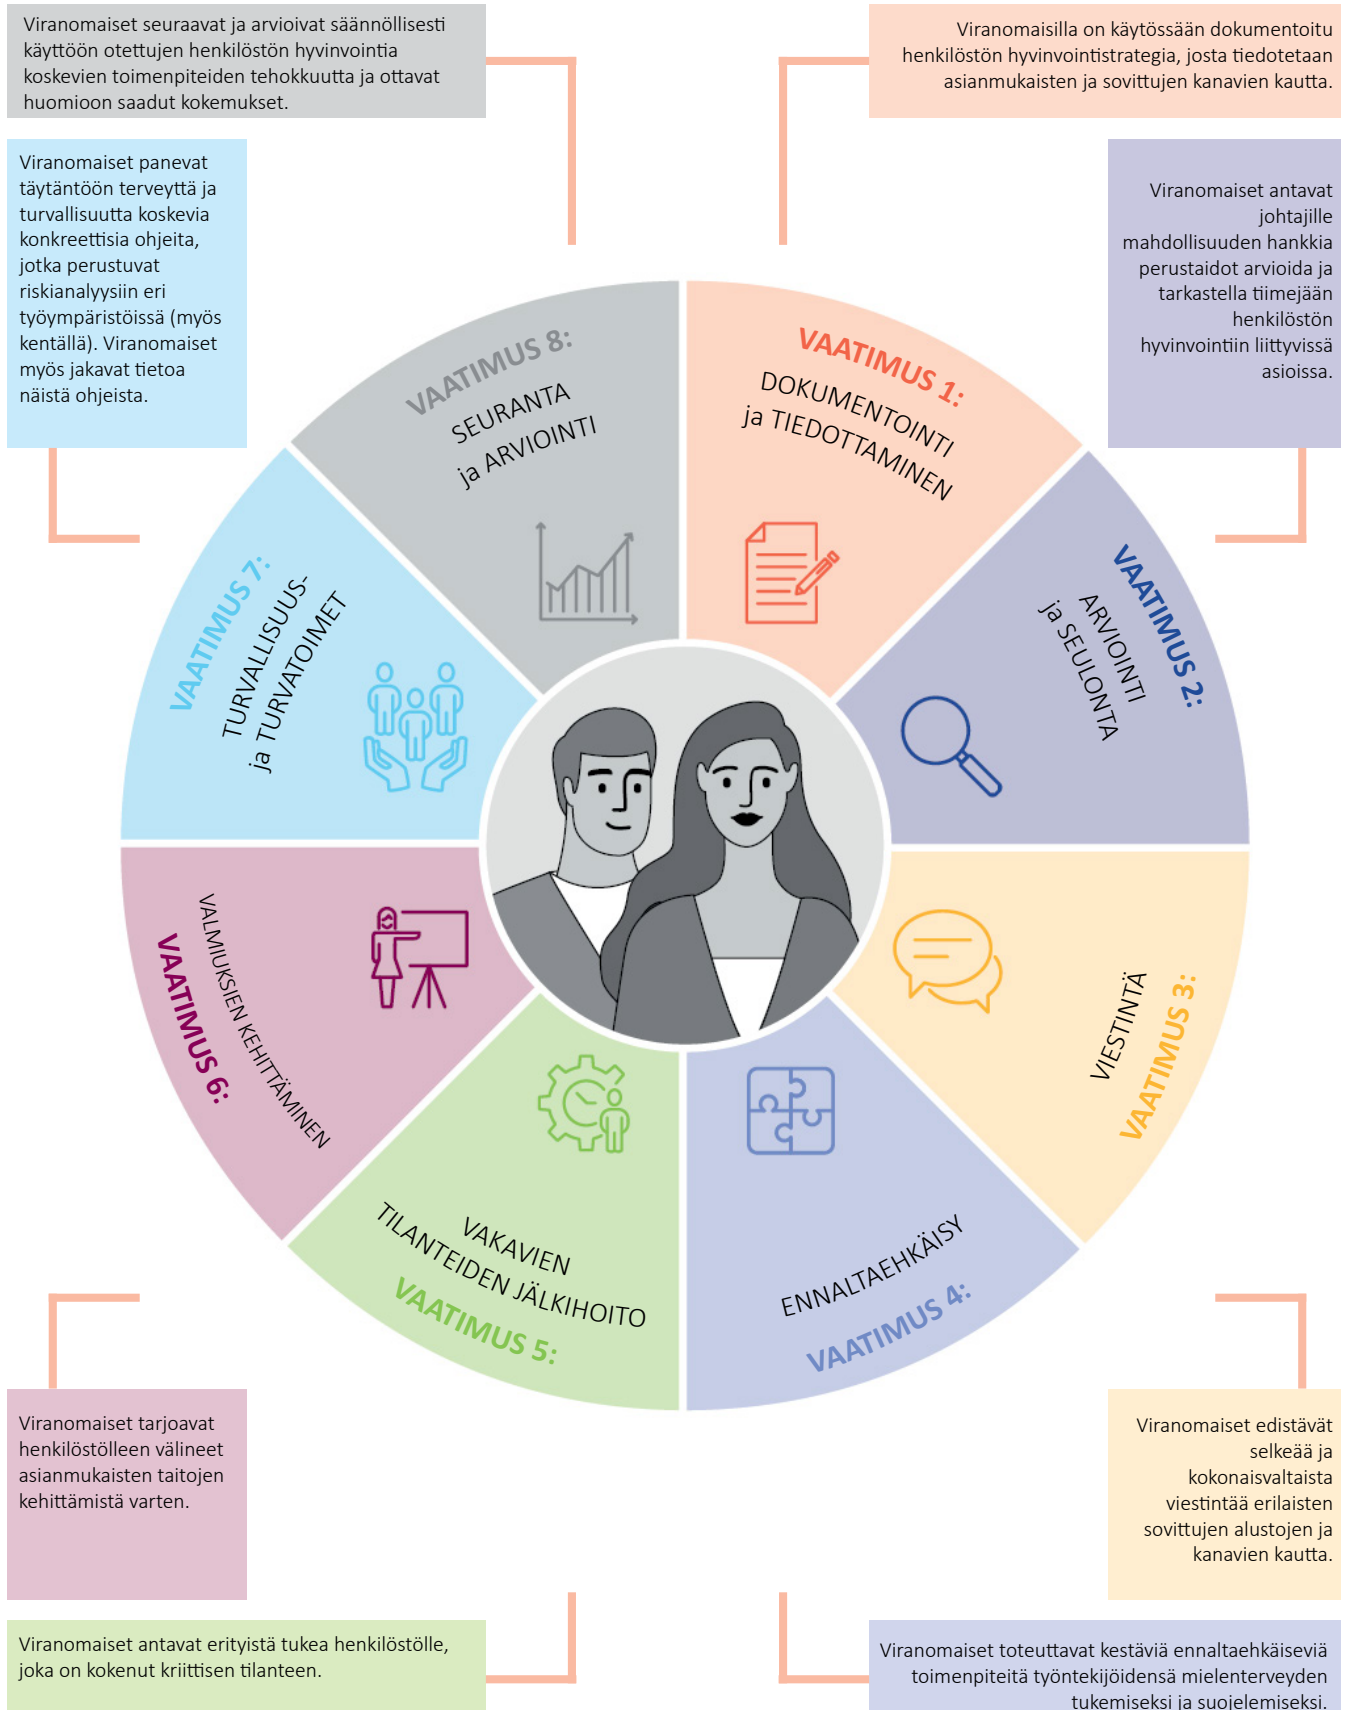 Viranomaiset seuraavat ja arvioivat säännöllisesti
käyttöön otettujen henkilöstön hyvinvointia
koskevien toimenpiteiden tehokkuutta ja ottavat
huomioon saadut kokemukset.
Viranomaisilla on käytössään dokumentoitu
henkilöstön hyvinvointistrategia, josta tiedotetaan
asianmukaisten ja sovittujen kanavien kautta.
Viranomaiset panevat
täytäntöön terveyttä ja
turvallisuutta koskevia
konkreettisia ohjeita,
jotka perustuvat
riskianalyysiin eri
työympäristöissä (myös
kentällä). Viranomaiset
myös jakavat tietoa
näistä ohjeista.
Viranomaiset antavat
johtajille
mahdollisuuden hankkia
perustaidot arvioida ja
tarkastella tiimejään
henkilöstön
hyvinvointiin liittyvissä
asioissa.
VAATIMUS 8:
SEURANTA
ja ARVIOINTI
VAATIMUS 1:
DOKUMENTOINTI
ja TIEDOTTAMINEN
VAATIMUS 7:
TURVALLISUUS-
ja TURVATOIMET
VAATIMUS 2:
ARVIOINTI
ja SEULONTA
VALMIUKSIEN KEHITTÄMINEN
VAATIMUS 6:
VIESTINTÄ
VAATIMUS 3:
VAKAVIEN
TILANTEIDEN JÄLKIHOITO
VAATIMUS 5:
ENNALTAEHKÄISY
VAATIMUS 4:
Viranomaiset tarjoavat
henkilöstölleen välineet
asianmukaisten taitojen
kehittämistä varten.
Viranomaiset edistävät
selkeää ja
kokonaisvaltaista
viestintää erilaisten
sovittujen alustojen ja
kanavien kautta.
Viranomaiset antavat erityistä tukea henkilöstölle,
joka on kokenut kriittisen tilanteen.
Viranomaiset toteuttavat kestäviä ennaltaehkäiseviä
toimenpiteitä työntekijöidensä mielenterveyden
tukemiseksi ja suojelemiseksi.